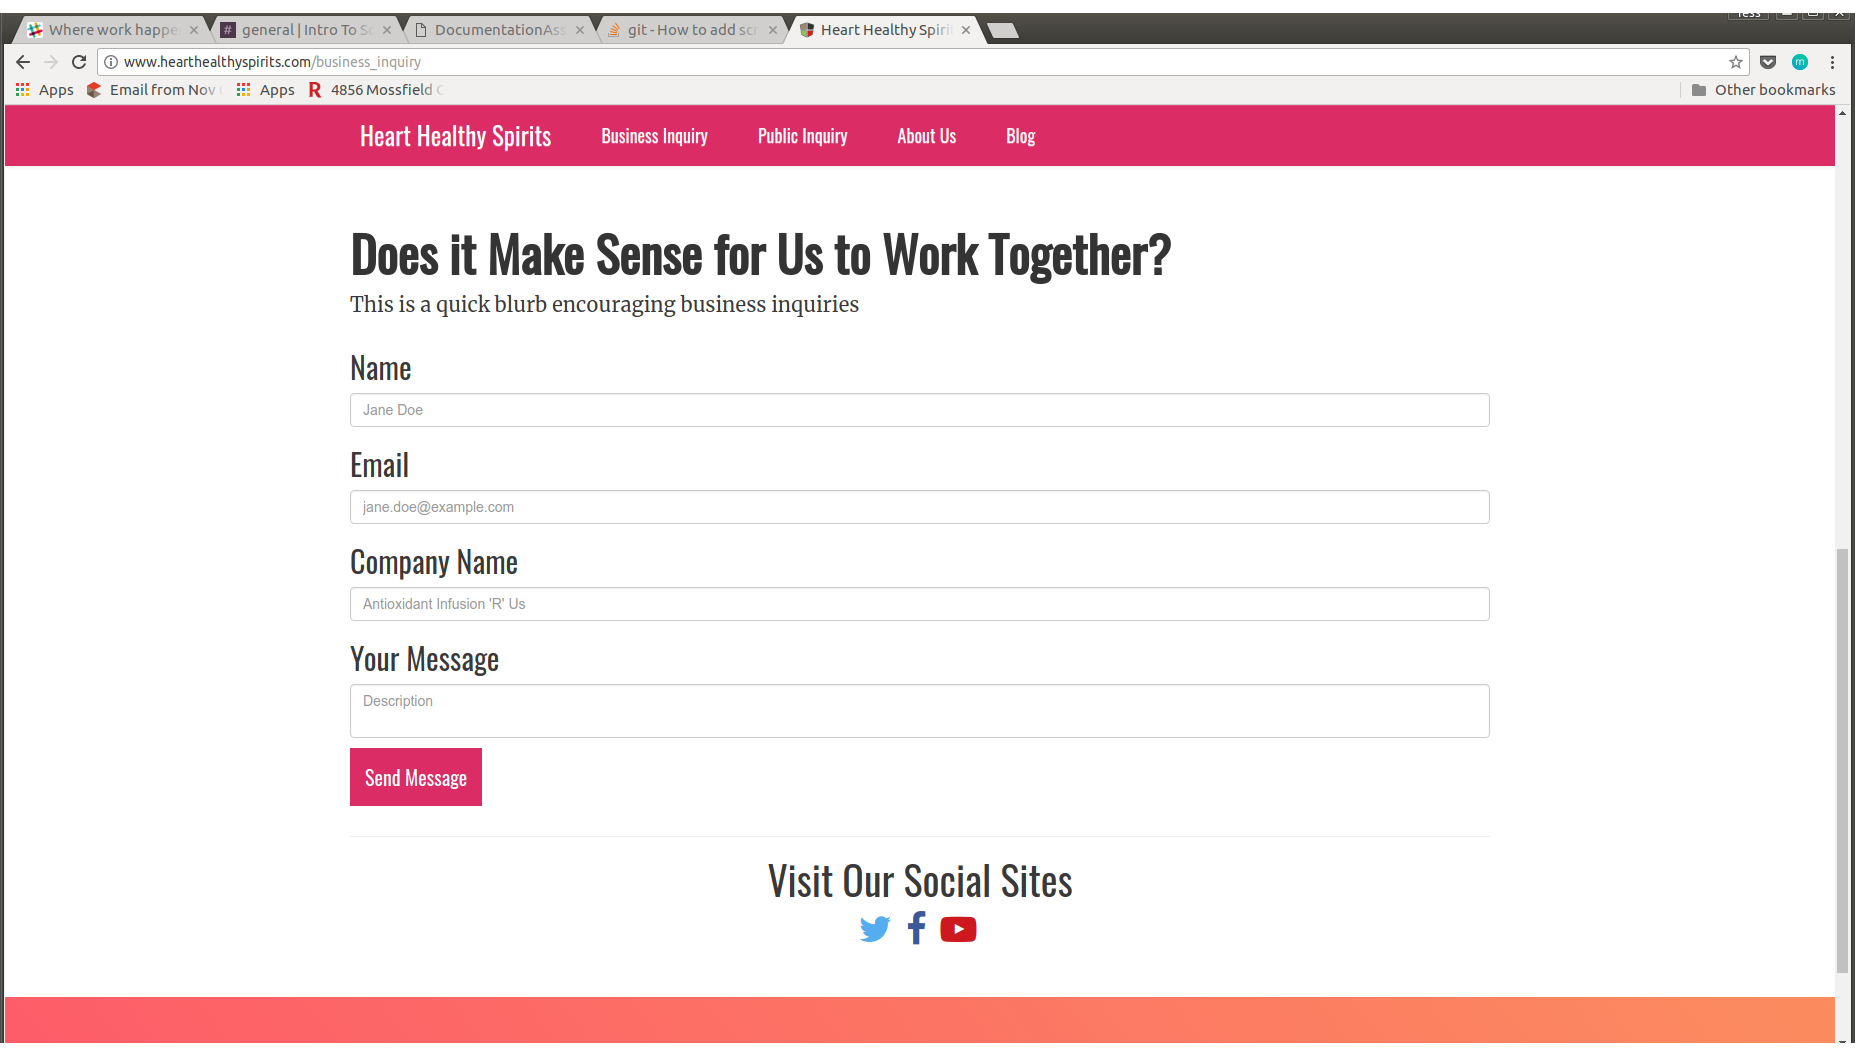 Tess
Where work happe
general | Intro To Sc
DocumentationAss
git - How to add scr
Heart Healthy Spiri
www.hearthealthyspirits.com/business_inquiry
m
Apps
Email from Nov
Apps
R 4856 Mossfield C
Other bookmarks
Heart Healthy Spirits
Business Inquiry
Public Inquiry
About Us
Blog
Does it Make Sense for Us to Work Together?
This is a quick blurb encouraging business inquiries
Name
Jane Doe
Email
jane.doe@example.com
Company Name
Antioxidant Infusion 'R' Us
Your Message
Description
Send Message
Visit Our Social Sites